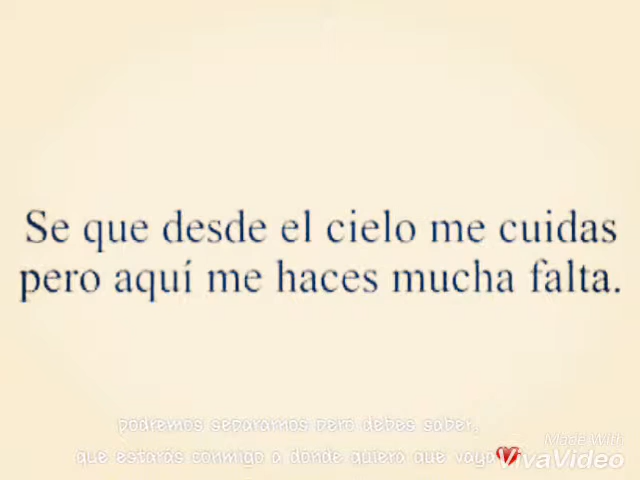 Se que desde el cielo me cuidas
pero aquí me haces mucha falta.
podremos separarnos pero debes saber,
que estarás conmigo a donde quiera que vaya
Made With
VivaVideo